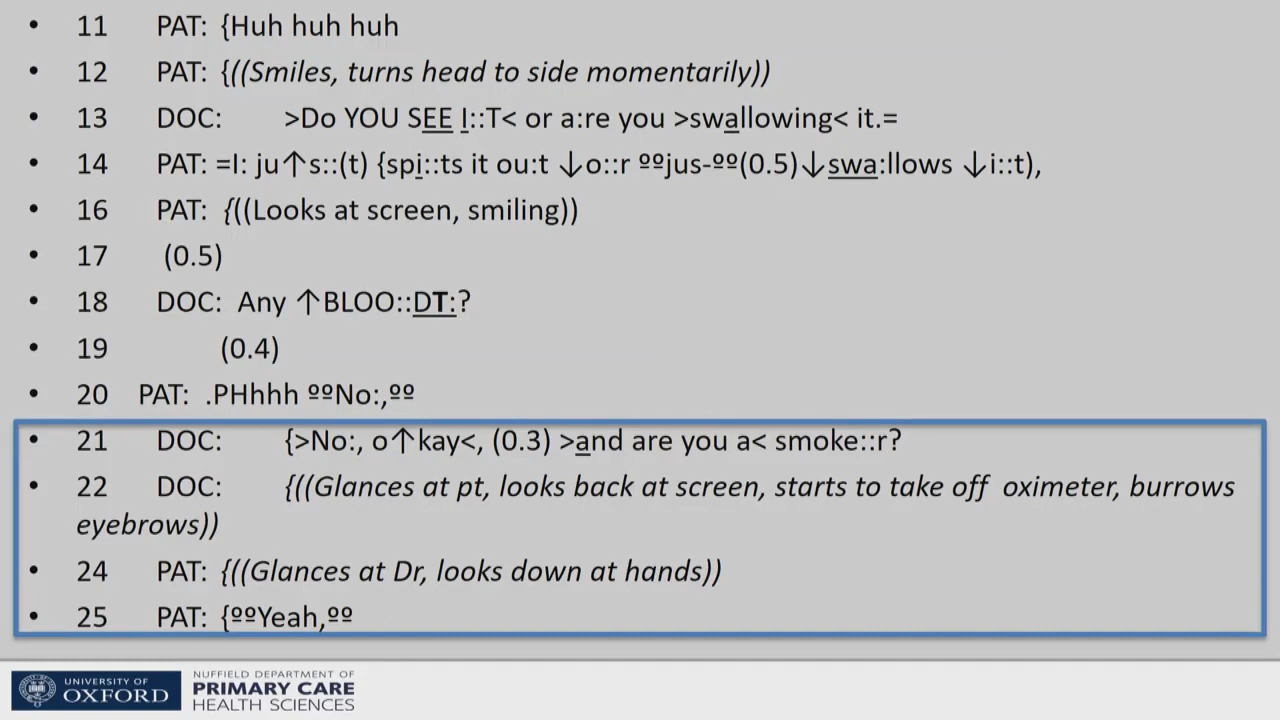 • 11 PAT: {Huh huh huh
• 12 PAT: {((Smiles, turns head to side momentarily))
• 13 DOC: >Do YOU SEE I::T< or a:re you >swallowing< it.=
• 14 PAT: =I: ju↑s::(t) {spi::ts it ou:t ↓o::r ººjus-ºº(0.5)↓swa:llows ↓i::t),
• 16 PAT: {((Looks at screen, smiling))
• 17 (0.5)
• 18 DOC: Any ↑BLOO::DT:?
• 19 (0.4)
• 20 PAT: .PHhhh ººNo:,ºº
• 21 DOC: {>No:, o↑kay<, (0.3) >and are you a< smoke::r?
• 22 DOC: {((Glances at pt, looks back at screen, starts to take off oximeter, burrows
eyebrows))
• 24 PAT: {((Glances at Dr, looks down at hands))
• 25 PAT: {ººYeah,ºº
UNIVERSITY OF
OXFORD
NUFFIELD DEPARTMENT OF
PRIMARY CARE
HEALTH SCIENCES